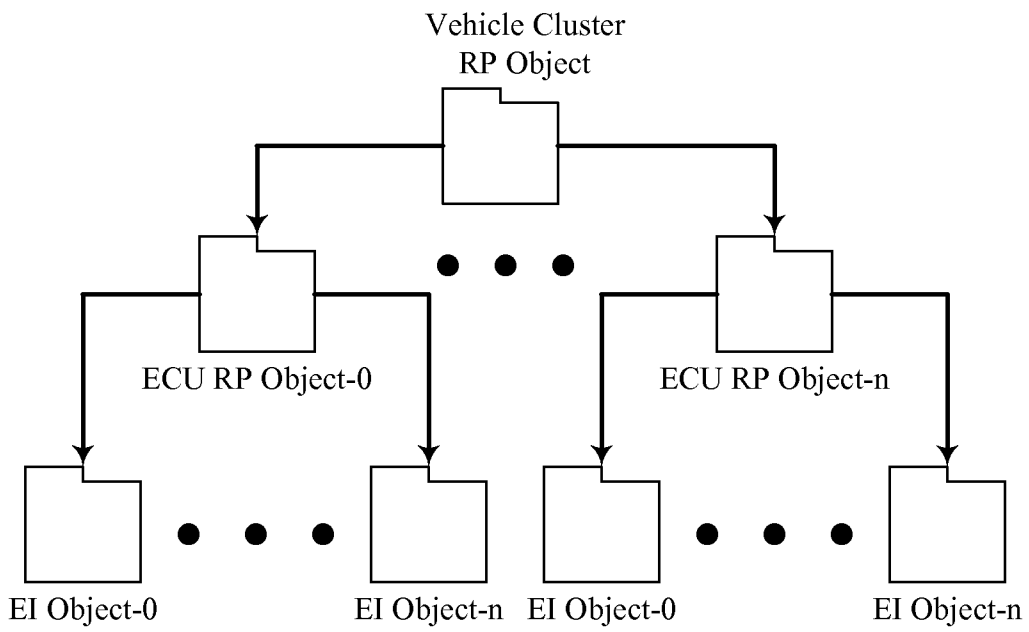 Vehicle Cluster
RP Object
ECU RP Object-0
ECU RP Object-n
EI Object-0
EI Object-n
EI Object-0
EI Object-n